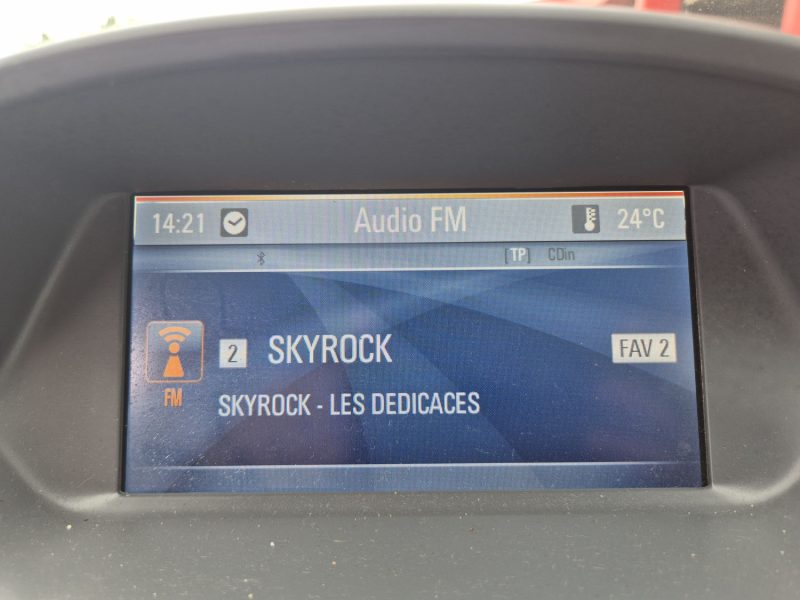 14:21 Audio FM 24°C
[TP] CDin
2 SKYROCK FAV 2
FM
SKYROCK - LES DEDICACES